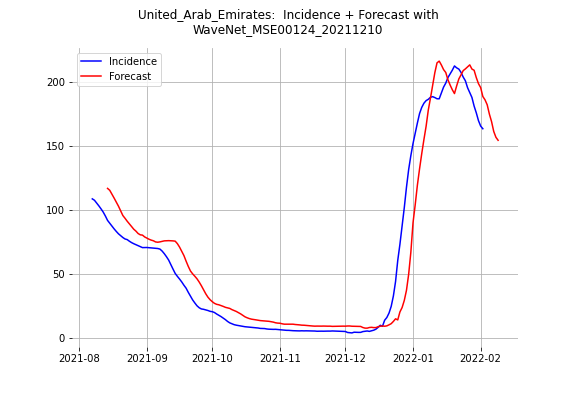 United_Arab_Emirates:  Incidence + Forecast with
WaveNet_MSE00124_20211210
Incidence
Forecast
200
150
100
50
0
2021-08 2021-09 2021-10 2021-11 2021-12 2022-01 2022-02